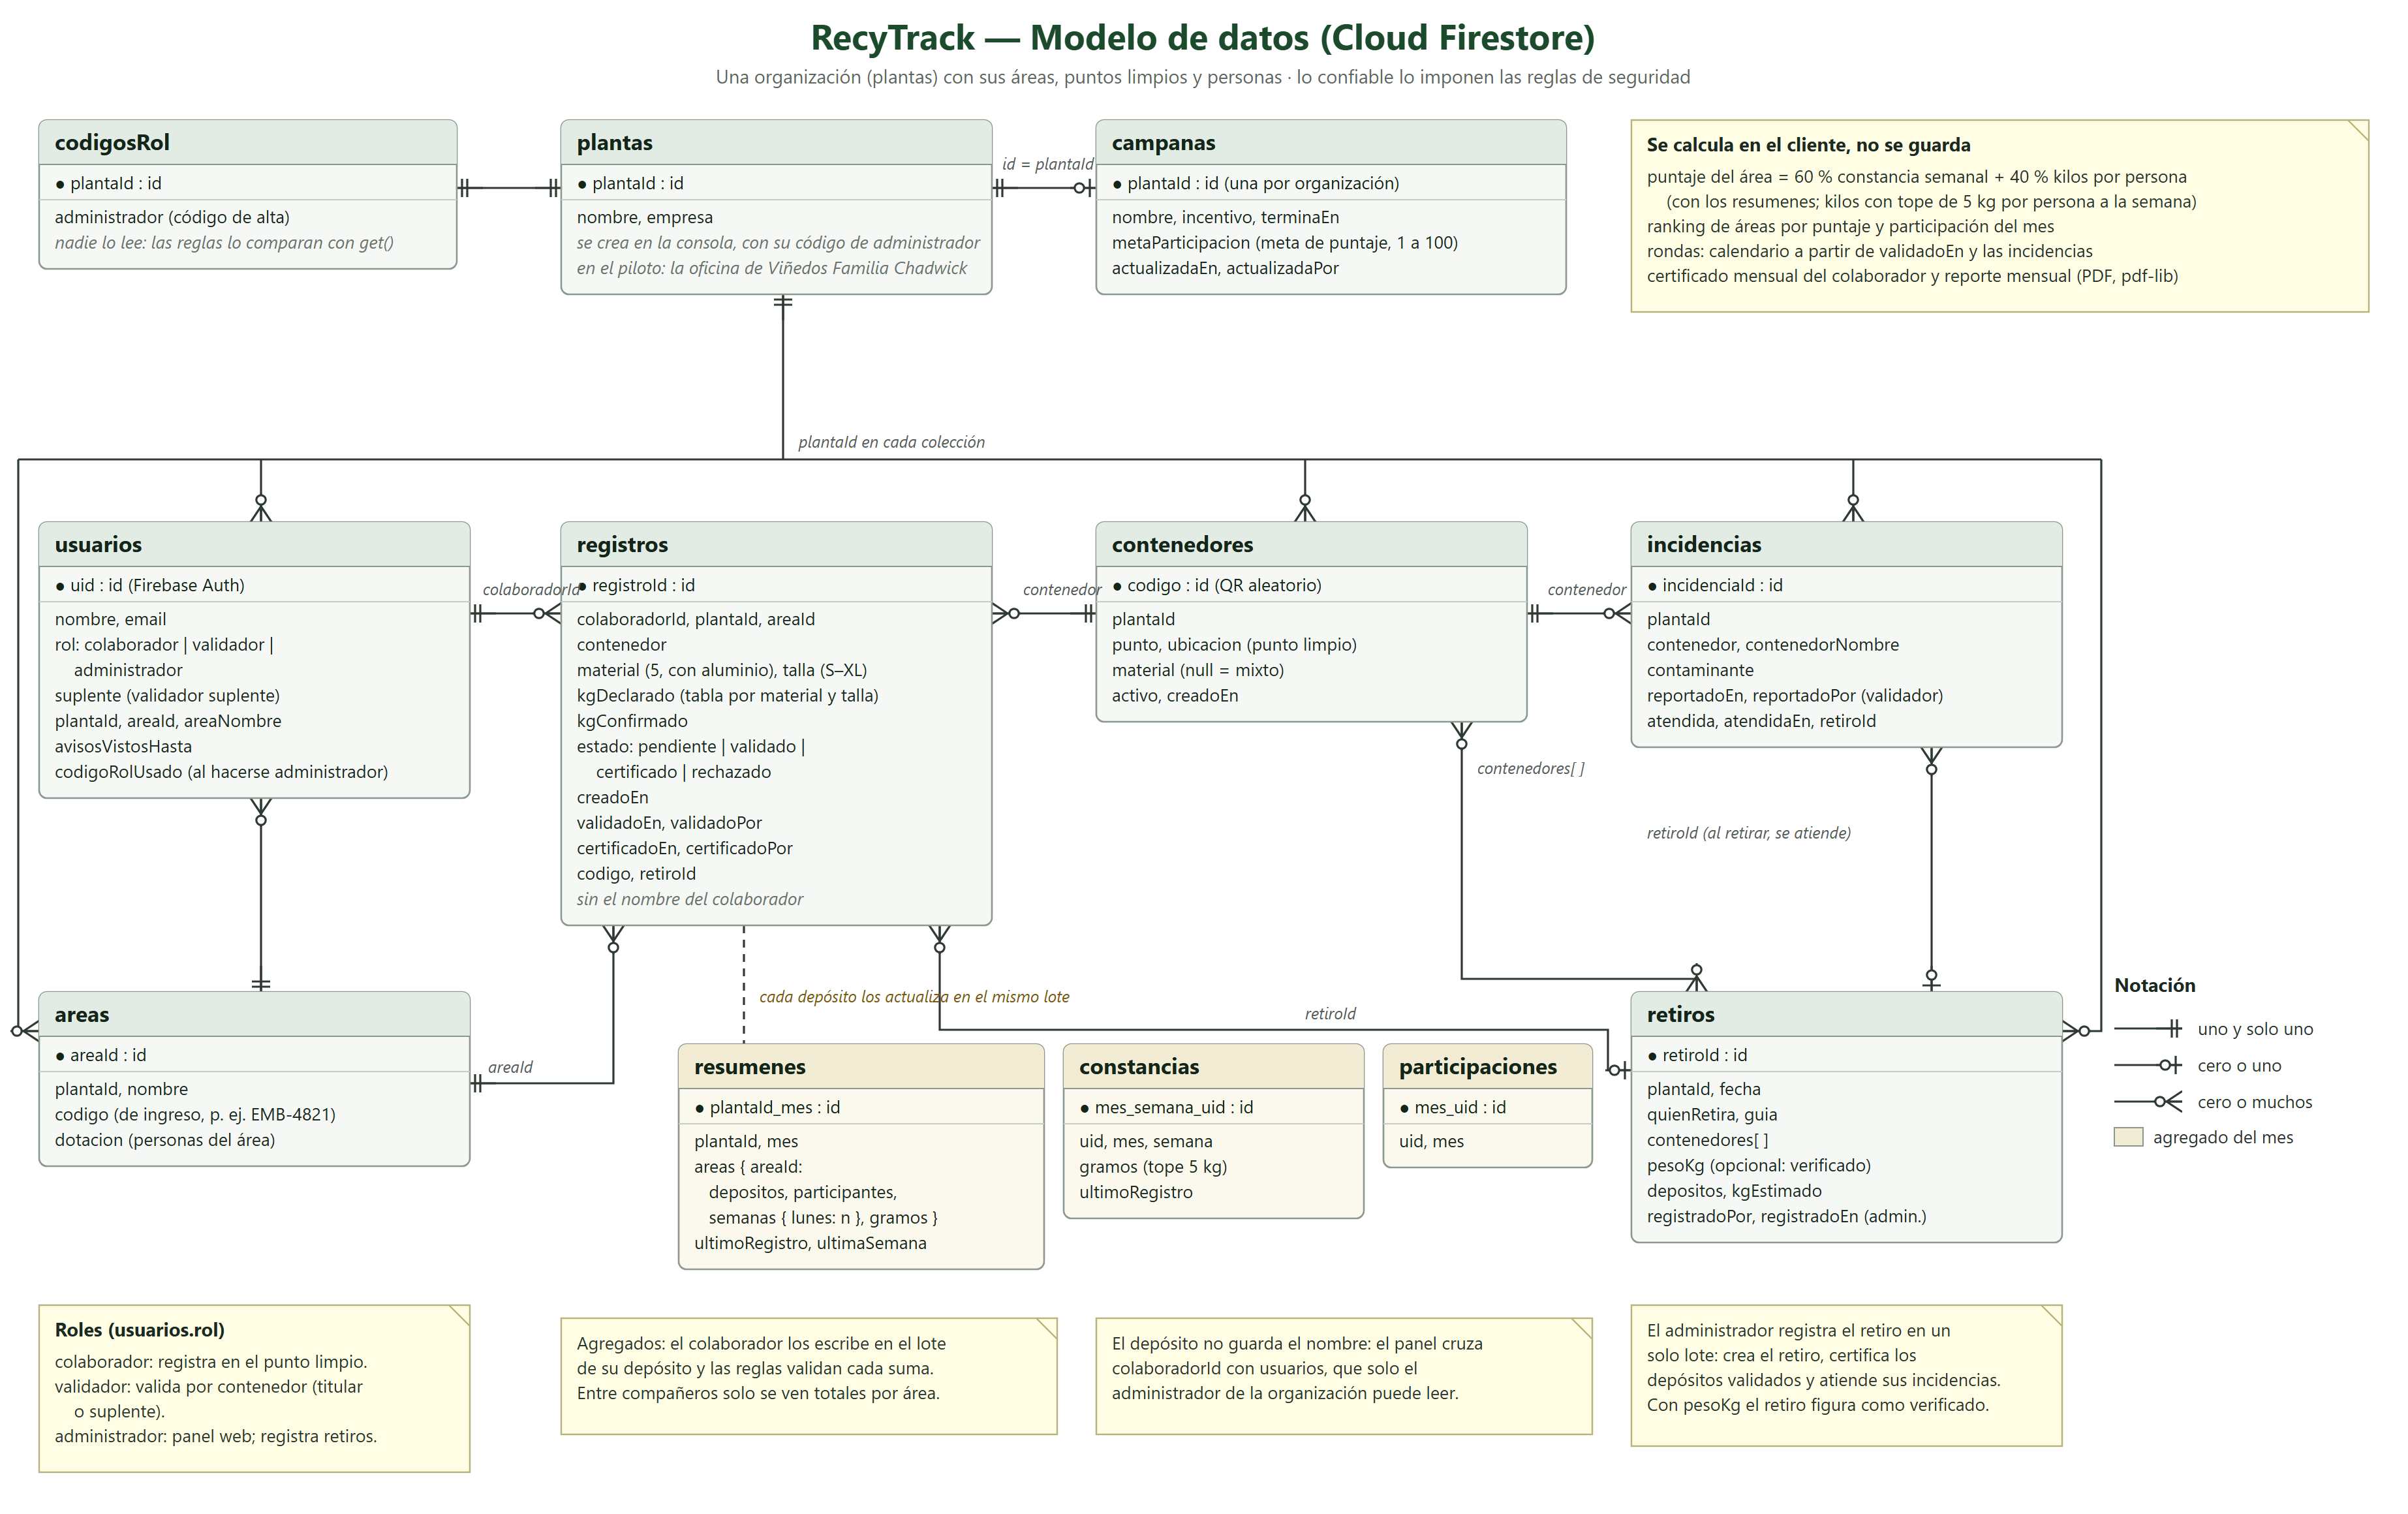 RecyTrack — Modelo de datos (Cloud Firestore)
Una organización (plantas) con sus áreas, puntos limpios y personas · lo confiable lo imponen las reglas de seguridad
codigosRol
● plantaId : id
administrador (código de alta)
nadie lo lee: las reglas lo comparan con get()
plantas
● plantaId : id
nombre, empresa
se crea en la consola, con su código de administrador
en el piloto: la oficina de Viñedos Familia Chadwick
id = plantaId
campanas
● plantaId : id (una por organización)
nombre, incentivo, terminaEn
metaParticipacion (meta de puntaje, 1 a 100)
actualizadaEn, actualizadaPor
Se calcula en el cliente, no se guarda
puntaje del área = 60 % constancia semanal + 40 % kilos por persona
(con los resumenes; kilos con tope de 5 kg por persona a la semana)
ranking de áreas por puntaje y participación del mes
rondas: calendario a partir de validadoEn y las incidencias
certificado mensual del colaborador y reporte mensual (PDF, pdf-lib)
plantaId en cada colección
usuarios
● uid : id (Firebase Auth)
nombre, email
rol: colaborador | validador |
administrador
suplente (validador suplente)
plantaId, areaId, areaNombre
avisosVistosHasta
codigoRolUsado (al hacerse administrador)
colaboradorId
registros
● registroId : id
colaboradorId, plantaId, areaId
contenedor
material (5, con aluminio), talla (S–XL)
kgDeclarado (tabla por material y talla)
kgConfirmado
estado: pendiente | validado |
certificado | rechazado
creadoEn
validadoEn, validadoPor
certificadoEn, certificadoPor
codigo, retiroId
sin el nombre del colaborador
contenedor
contenedores
● codigo : id (QR aleatorio)
plantaId
punto, ubicacion (punto limpio)
material (null = mixto)
activo, creadoEn
contenedor
incidencias
● incidenciaId : id
plantaId
contenedor, contenedorNombre
contaminante
reportadoEn, reportadoPor (validador)
atendida, atendidaEn, retiroId
contenedores[ ]
retiroId (al retirar, se atiende)
areas
● areaId : id
plantaId, nombre
codigo (de ingreso, p. ej. EMB-4821)
dotacion (personas del área)
areaId
cada depósito los actualiza en el mismo lote
retiroId
resumenes
● plantaId_mes : id
plantaId, mes
areas { areaId:
depositos, participantes,
semanas { lunes: n }, gramos }
ultimoRegistro, ultimaSemana
constancias
● mes_semana_uid : id
uid, mes, semana
gramos (tope 5 kg)
ultimoRegistro
participaciones
● mes_uid : id
uid, mes
retiros
● retiroId : id
plantaId, fecha
quienRetira, guia
contenedores[ ]
pesoKg (opcional: verificado)
depositos, kgEstimado
registradoPor, registradoEn (admin.)
Notación
uno y solo uno
cero o uno
cero o muchos
agregado del mes
Roles (usuarios.rol)
colaborador: registra en el punto limpio.
validador: valida por contenedor (titular
o suplente).
administrador: panel web; registra retiros.
Agregados: el colaborador los escribe en el lote
de su depósito y las reglas validan cada suma.
Entre compañeros solo se ven totales por área.
El depósito no guarda el nombre: el panel cruza
colaboradorId con usuarios, que solo el
administrador de la organización puede leer.
El administrador registra el retiro en un
solo lote: crea el retiro, certifica los
depósitos validados y atiende sus incidencias.
Con pesoKg el retiro figura como verificado.